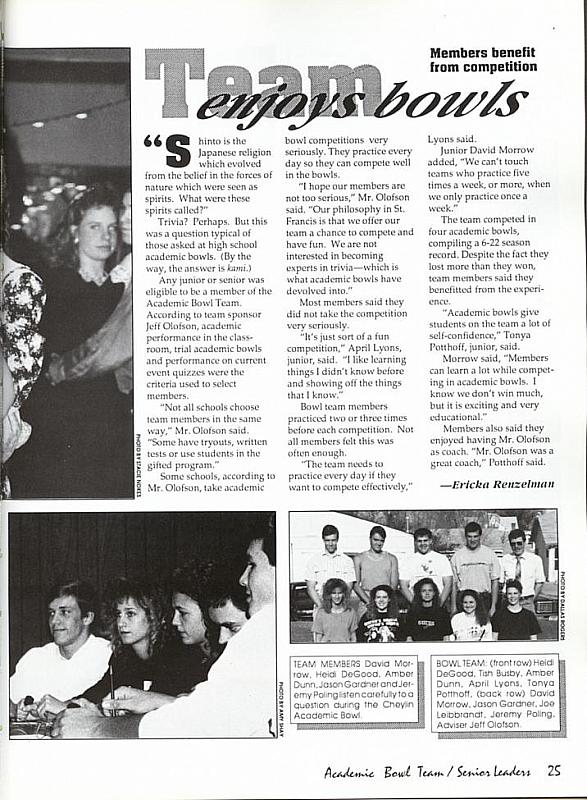 Members benefit
from competition
Team
enjoys bowls
"Shinto is the
Japanese religion
which evolved
from the belief in the forces of
nature which were seen as
spirits. What were these
spirits called?"
Trivia? Perhaps. But this
was a question typical of
those asked at high school
academic bowls. (By the
way, the answer is kami.)
Any junior or senior was
eligible to be a member of the
Academic Bowl Team.
According to team sponsor
Jeff Olofson, academic
performance in the class-
room, trial academic bowls
and performance on current
event quizzes were the
criteria used to select
members.
"Not all schools choose
team members in the same
way," Mr. Olofson said.
"Some have tryouts, written
tests or use students in the
gifted program."
Some schools, according to
Mr. Olofson, take academic
bowl competitions very
seriously. They practice every
day so they can compete well
in the bowls.
"I hope our members are
not too serious," Mr. Olofson
said. "Our philosophy in St.
Francis is that we offer our
team a chance to compete and
have fun. We are not
interested in becoming
experts in trivia—which is
what academic bowls have
devolved into."
Most members said they
did not take the competition
very seriously.
"It's just sort of a fun
competition," April Lyons,
junior, said. "I like learning
things I didn't know before
and showing off the things
that I know."
Bowl team members
practiced two or three times
before each competition. Not
all members felt this was
often enough.
"The team needs to
practice every day if they
want to compete effectively,"
Lyons said.
Junior David Morrow
added, "We can't touch
teams who practice five
times a week, or more, when
we only practice once a
week."
The team competed in
four academic bowls,
compiling a 6-22 season
record. Despite the fact they
lost more than they won,
team members said they
benefitted from the experi-
ence.
"Academic bowls give
students on the team a lot of
self-confidence," Tonya
Potthoff, junior, said.
Morrow said, "Members
can learn a lot while compet-
ing in academic bowls. I
know we don't win much,
but it is exciting and very
educational."
Members also said they
enjoyed having Mr. Olofson
as coach. "Mr. Olofson was a
great coach," Potthoff said.
—Ericka Renzelman
PHOTO BY STACIE NOKES
PHOTO BY AMY SHAY
PHOTO BY DALLAS ROGERS
TEAM MEMBERS David Mor-
row, Heidi DeGood, Amber
Dunn, Jason Gardner and Jer-
emy Poling listen carefully to a
question during the Cheylin
Academic Bowl.
BOWL TEAM: (front row) Heidi
DeGood, Tish Busby, Amber
Dunn, April Lyons, Tonya
Potthoff, (back row) David
Morrow, Jason Gardner, Joe
Leibbrandt, Jeremy Poling,
Adviser Jeff Olofson.
Academic Bowl Team / Senior Leaders 25